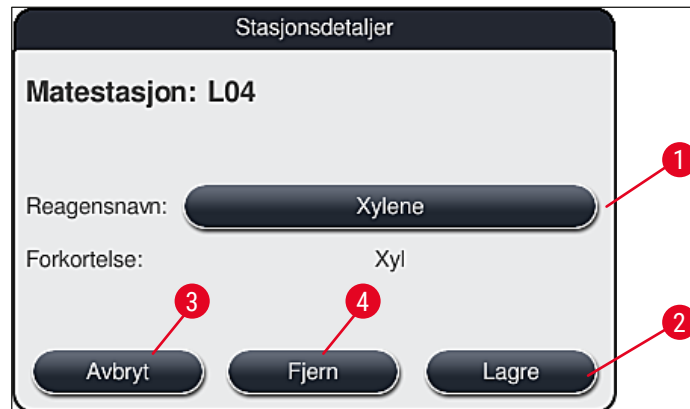 Stasjonsdetaljer
Matestasjon: L04
1
Reagensnavn: Xylene
Forkortelse: Xyl
3 4 2
Avbryt Fjern Lagre